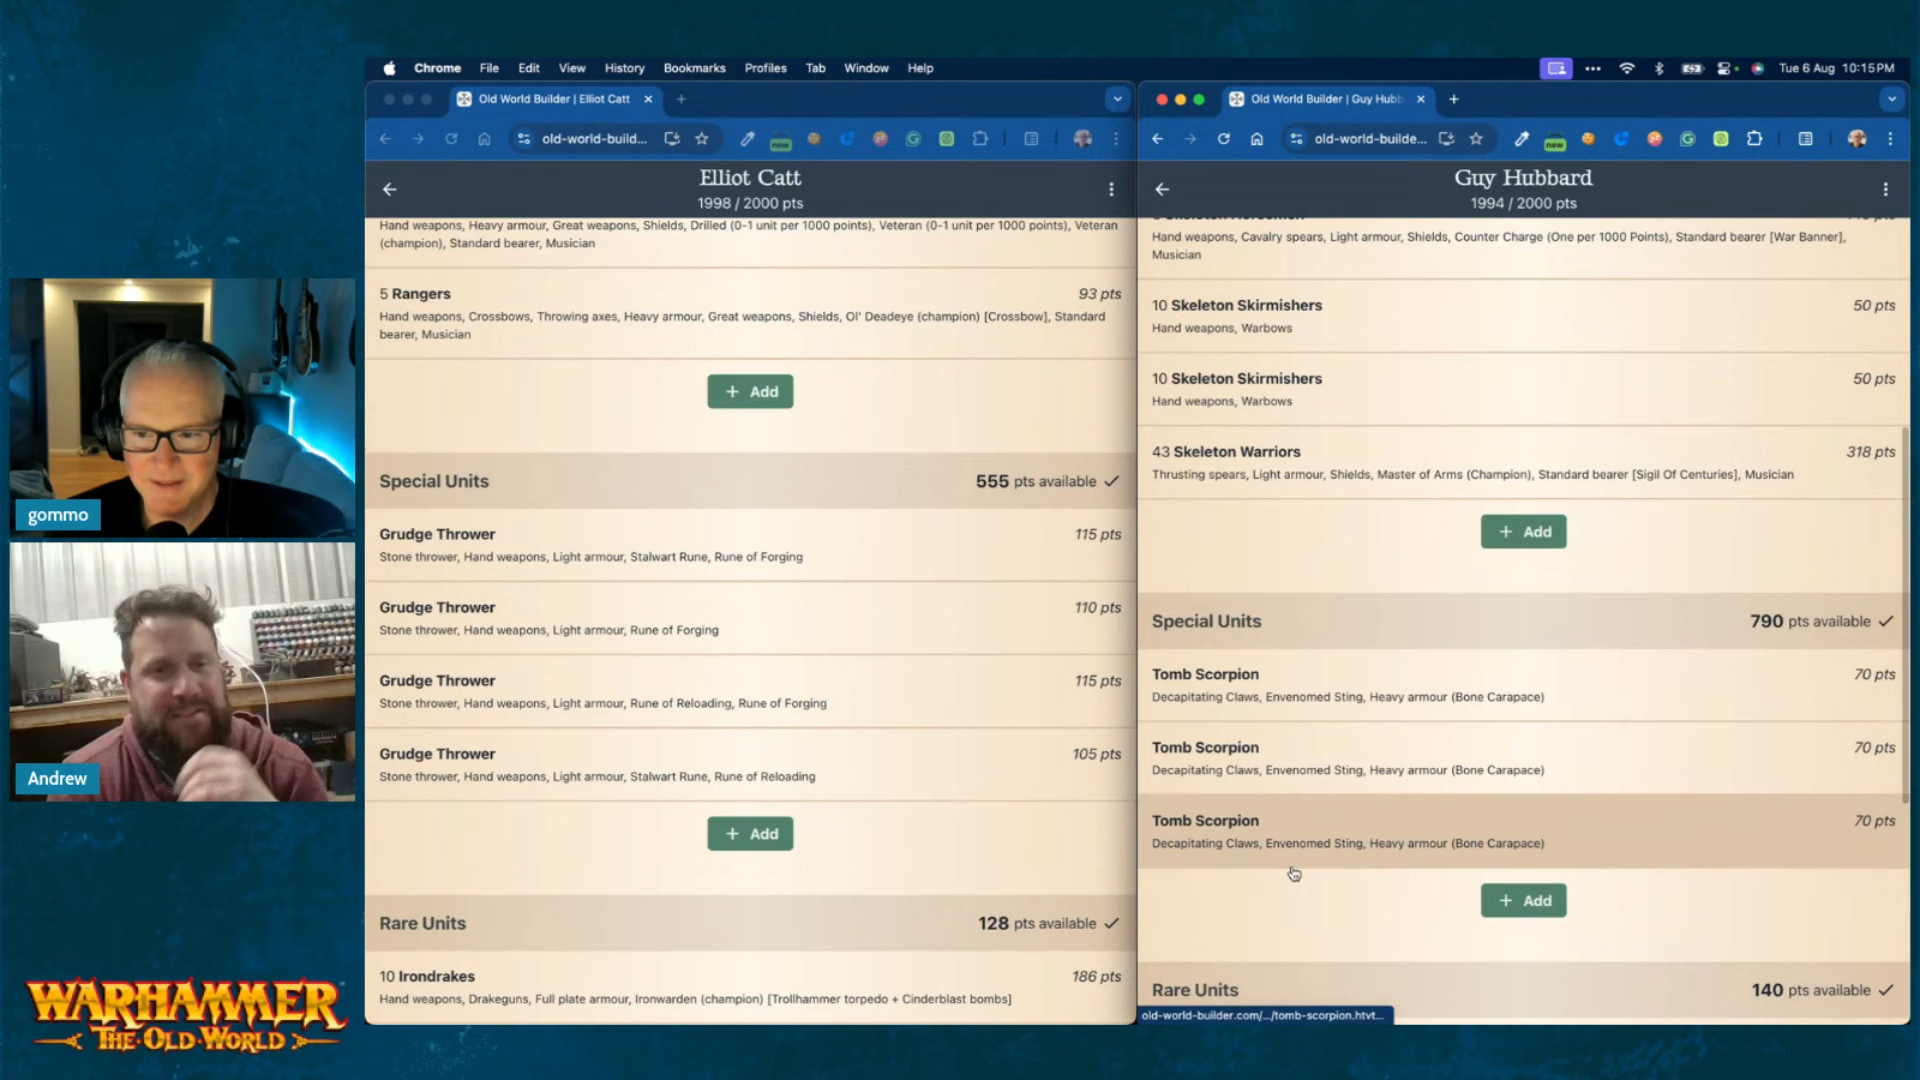 Chrome File Edit View History Bookmarks Profiles Tab Window Help
Tue 6 Aug 10:15 PM
Old World Builder | Elliot Catt
old-world-build...
new
Elliot Catt
1998 / 2000 pts
Hand weapons, Heavy armour, Great weapons, Shields, Drilled (0-1 unit per 1000 points), Veteran (0-1 unit per 1000 points), Veteran
(champion), Standard bearer, Musician
5 Rangers 93 pts
Hand weapons, Crossbows, Throwing axes, Heavy armour, Great weapons, Shields, Ol' Deadeye (champion) [Crossbow], Standard
bearer, Musician
+ Add
Special Units 555 pts available
Grudge Thrower 115 pts
Stone thrower, Hand weapons, Light armour, Stalwart Rune, Rune of Forging
Grudge Thrower 110 pts
Stone thrower, Hand weapons, Light armour, Rune of Forging
Grudge Thrower 115 pts
Stone thrower, Hand weapons, Light armour, Rune of Reloading, Rune of Forging
Grudge Thrower 105 pts
Stone thrower, Hand weapons, Light armour, Stalwart Rune, Rune of Reloading
+ Add
Rare Units 128 pts available
10 Irondrakes 186 pts
Hand weapons, Drakeguns, Full plate armour, Ironwarden (champion) [Trollhammer torpedo + Cinderblast bombs]
Old World Builder | Guy Hubb
old-world-builde...
new
Guy Hubbard
1994 / 2000 pts
Hand weapons, Cavalry spears, Light armour, Shields, Counter Charge (One per 1000 Points), Standard bearer [War Banner],
Musician
10 Skeleton Skirmishers 50 pts
Hand weapons, Warbows
10 Skeleton Skirmishers 50 pts
Hand weapons, Warbows
43 Skeleton Warriors 318 pts
Thrusting spears, Light armour, Shields, Master of Arms (Champion), Standard bearer [Sigil Of Centuries], Musician
+ Add
Special Units 790 pts available
Tomb Scorpion 70 pts
Decapitating Claws, Envenomed Sting, Heavy armour (Bone Carapace)
Tomb Scorpion 70 pts
Decapitating Claws, Envenomed Sting, Heavy armour (Bone Carapace)
Tomb Scorpion 70 pts
Decapitating Claws, Envenomed Sting, Heavy armour (Bone Carapace)
+ Add
Rare Units 140 pts available
old-world-builder.com/.../tomb-scorpion.htvt...
gommo
Andrew
WARHAMMER
THE·OLD·WORLD